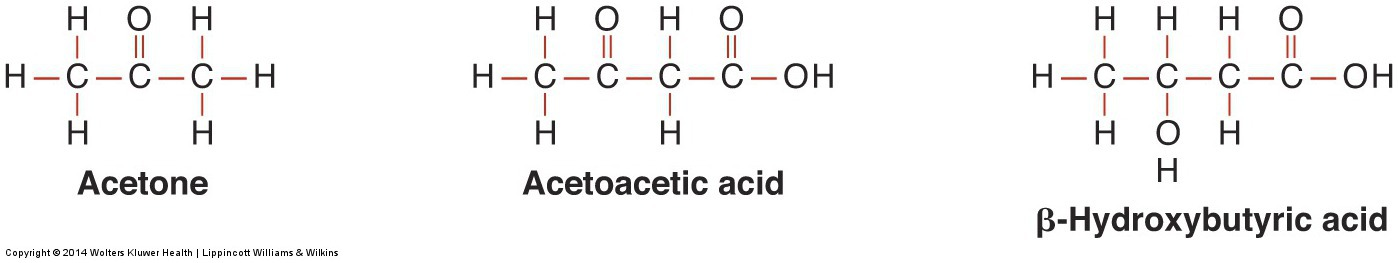 H O H
H C C C H
H H
Acetone
H O H O
H C C C C OH
H H
Acetoacetic acid
H H H O
H C C C C OH
H O H
H
β-Hydroxybutyric acid
Copyright © 2014 Wolters Kluwer Health | Lippincott Williams & Wilkins